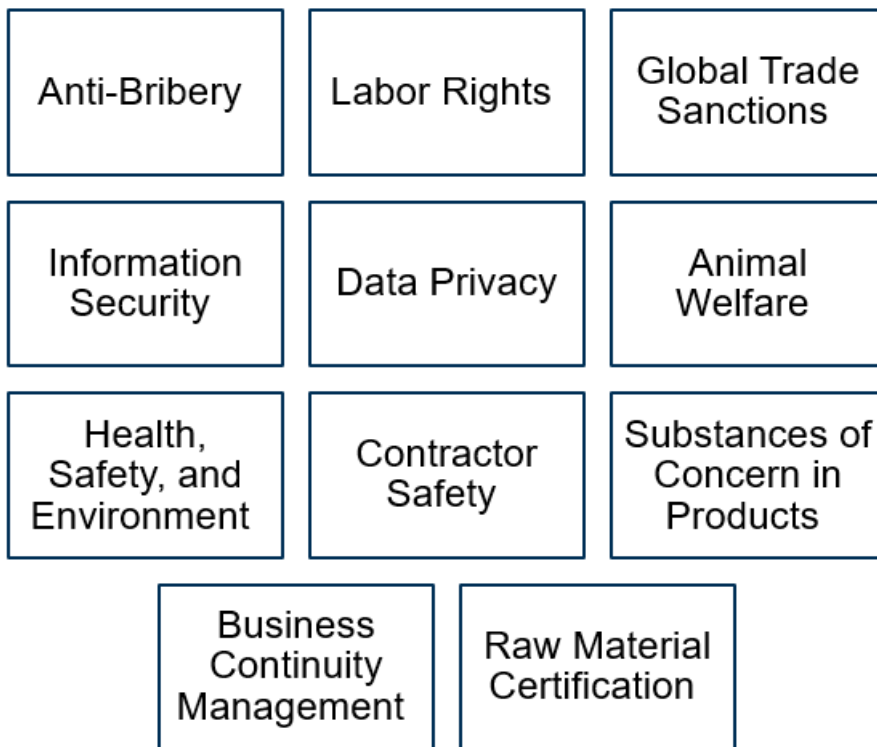 Anti-Bribery
Labor Rights
Global Trade
Sanctions
Information
Security
Data Privacy
Animal
Welfare
Health,
Safety, and
Environment
Contractor
Safety
Substances of
Concern in
Products
Business
Continuity
Management
Raw Material
Certification